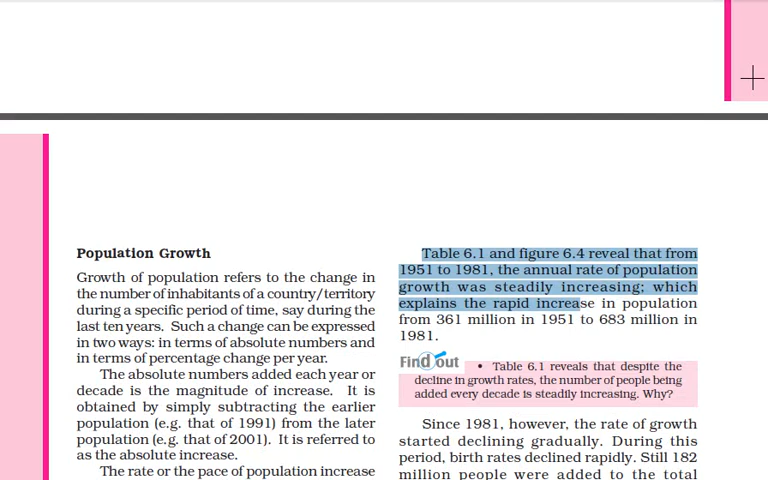 Population Growth
Growth of population refers to the change in
the number of inhabitants of a country/territory
during a specific period of time, say during the
last ten years. Such a change can be expressed
in two ways: in terms of absolute numbers and
in terms of percentage change per year.
The absolute numbers added each year or
decade is the magnitude of increase. It is
obtained by simply subtracting the earlier
population (e.g. that of 1991) from the later
population (e.g. that of 2001). It is referred to
as the absolute increase.
The rate or the pace of population increase
Table 6.1 and figure 6.4 reveal that from
1951 to 1981, the annual rate of population
growth was steadily increasing; which
explains the rapid increase in population
from 361 million in 1951 to 683 million in
1981.
Find out
• Table 6.1 reveals that despite the
decline in growth rates, the number of people being
added every decade is steadily increasing. Why?
Since 1981, however, the rate of growth
started declining gradually. During this
period, birth rates declined rapidly. Still 182
million people were added to the total